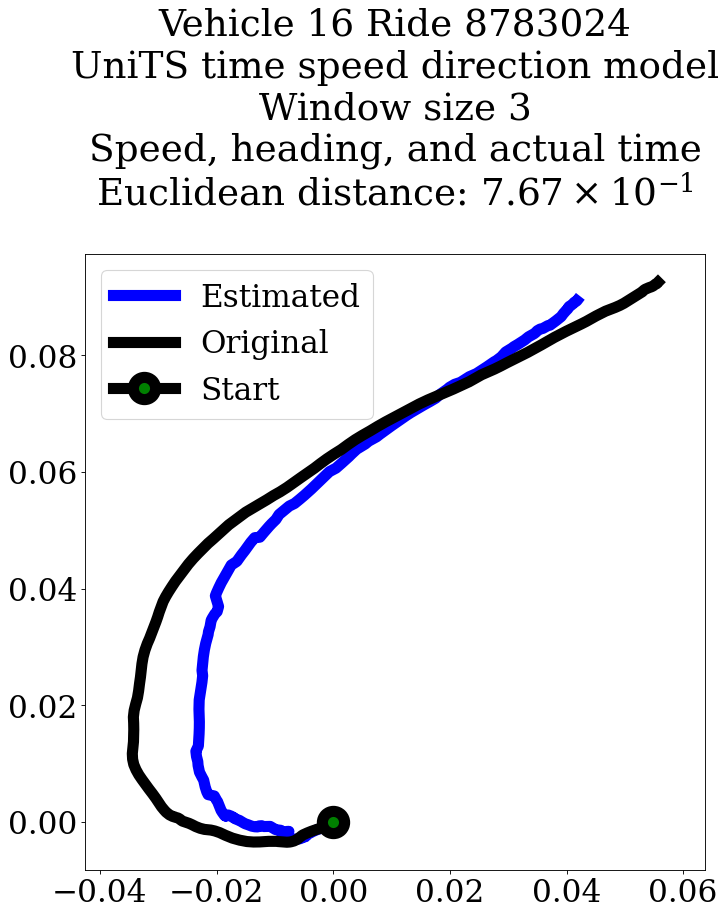 Vehicle 16 Ride 8783024
UniTS time speed direction model
Window size 3
Speed, heading, and actual time
Euclidean distance: 7.67 × 10⁻¹
Estimated
Original
Start
0.08
0.06
0.04
0.02
0.00
−0.04 −0.02 0.00 0.02 0.04 0.06